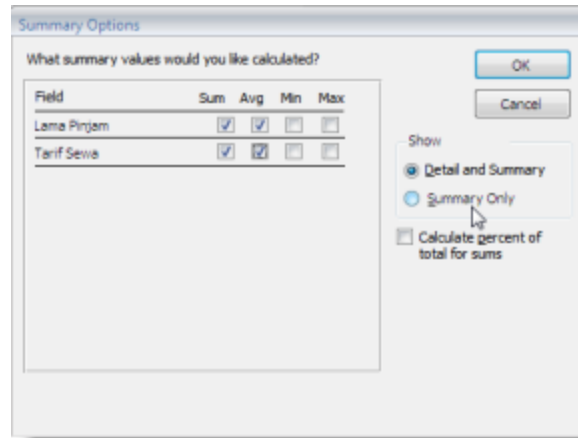 Summary Options
What summary values would you like calculated?
Field Sum Avg Min Max
Lama Pinjam
Tarif Sewa
OK
Cancel
Show
Detail and Summary
Summary Only
Calculate percent of
total for sums